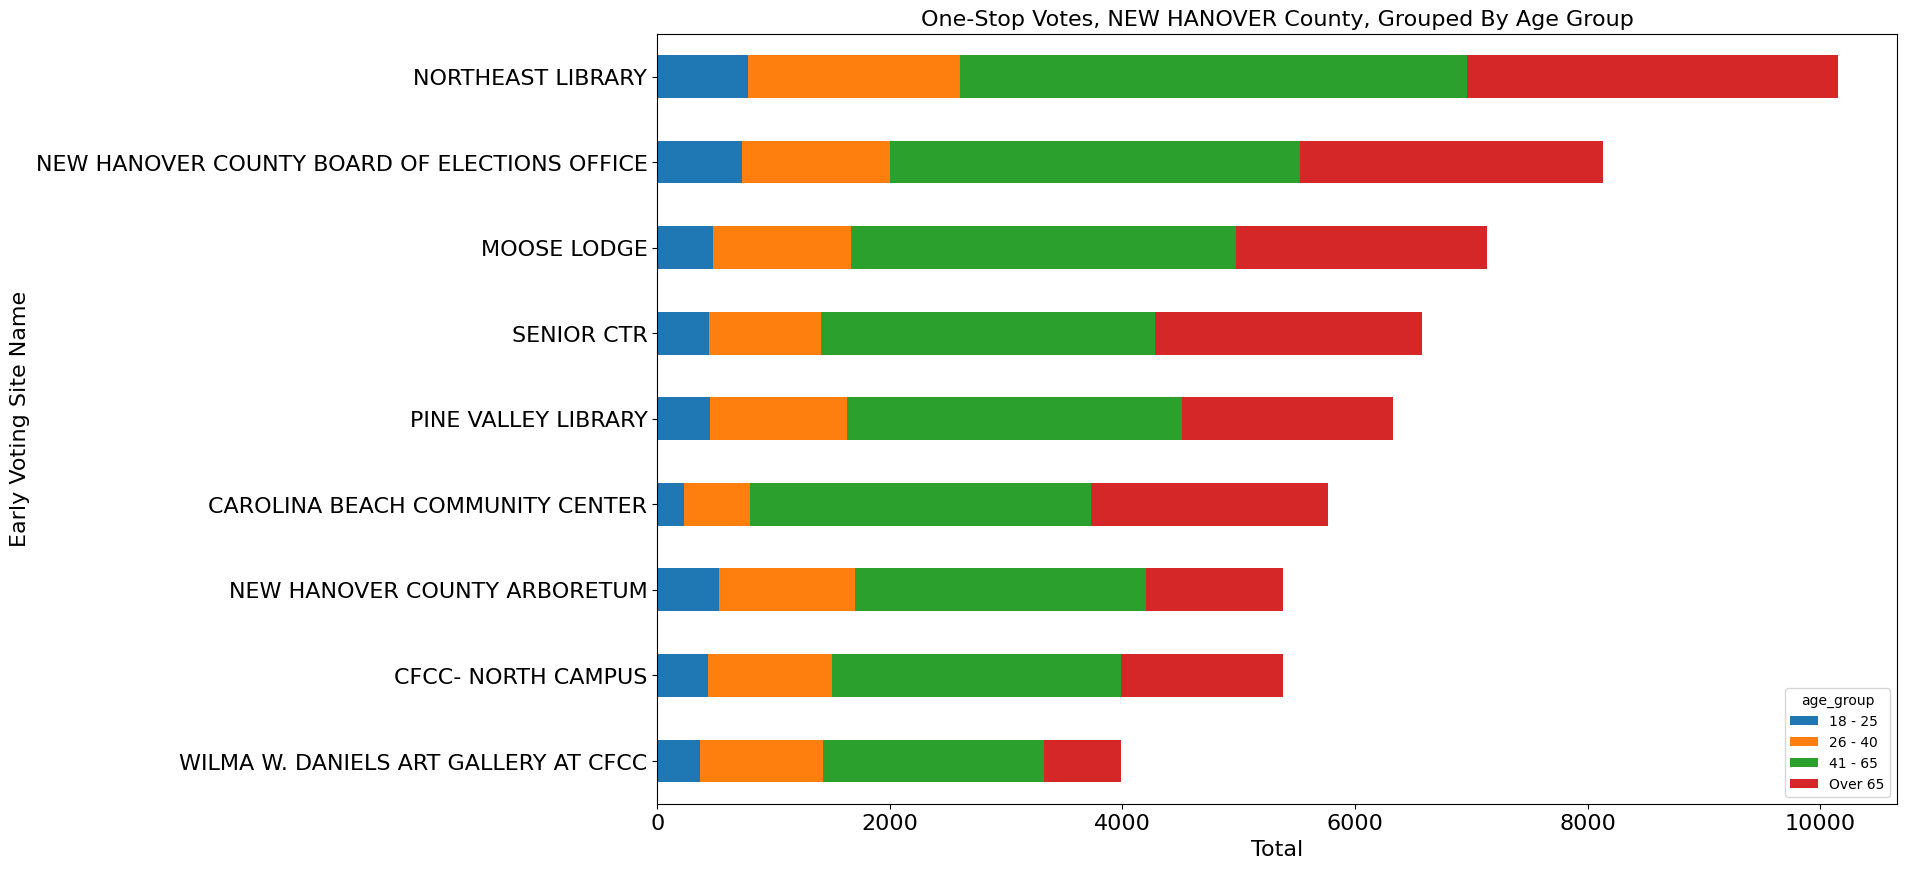 One-Stop Votes, NEW HANOVER County, Grouped By Age Group
Early Voting Site Name
NORTHEAST LIBRARY
NEW HANOVER COUNTY BOARD OF ELECTIONS OFFICE
MOOSE LODGE
SENIOR CTR
PINE VALLEY LIBRARY
CAROLINA BEACH COMMUNITY CENTER
NEW HANOVER COUNTY ARBORETUM
CFCC- NORTH CAMPUS
WILMA W. DANIELS ART GALLERY AT CFCC
age_group
18 - 25
26 - 40
41 - 65
Over 65
0 2000 4000 6000 8000 10000
Total